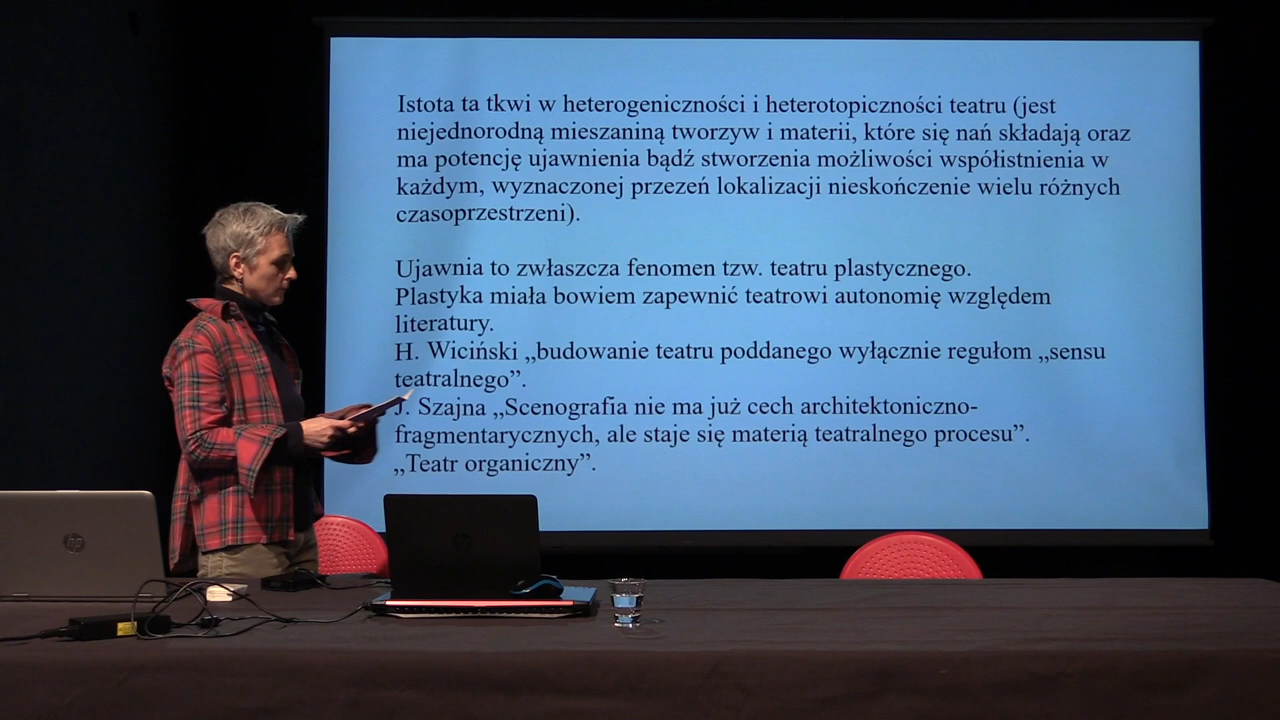 Istota ta tkwi w heterogeniczności i heterotopiczności teatru (jest
niejednorodną mieszaniną tworzyw i materii, które się nań składają oraz
ma potencję ujawnienia bądź stworzenia możliwości współistnienia w
każdym, wyznaczonej przezeń lokalizacji nieskończenie wielu różnych
czasoprzestrzeni).
Ujawnia to zwłaszcza fenomen tzw. teatru plastycznego.
Plastyka miała bowiem zapewnić teatrowi autonomię względem
literatury.
H. Wiciński „budowanie teatru poddanego wyłącznie regułom „sensu
teatralnego”.
J. Szajna „Scenografia nie ma już cech architektoniczno-
fragmentarycznych, ale staje się materią teatralnego procesu”.
„Teatr organiczny”.
hp